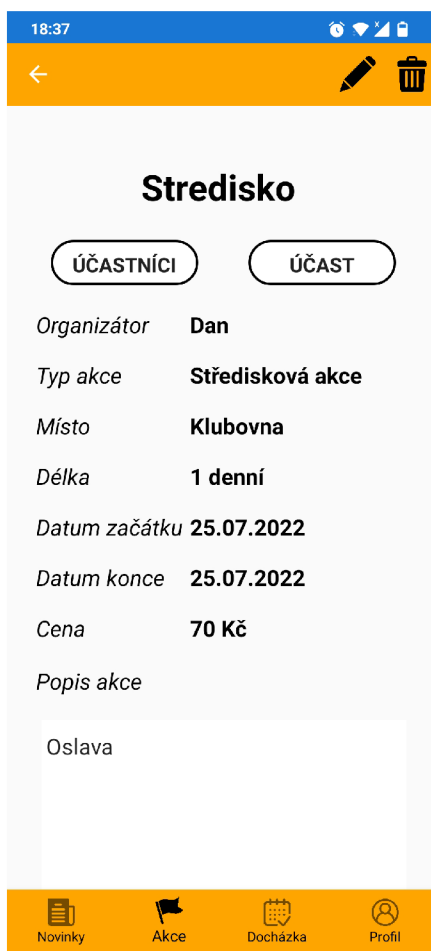 18:37
Stredisko
ÚČASTNÍCI ÚČAST
Organizátor Dan
Typ akce Středisková akce
Místo Klubovna
Délka 1 denní
Datum začátku 25.07.2022
Datum konce 25.07.2022
Cena 70 Kč
Popis akce
Oslava
Novinky Akce Docházka Profil